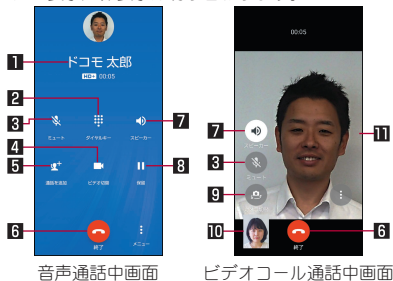 1
ドコモ 太郎
HD+ 00:05
2
3
7
ミュート
ダイヤルキー
スピーカー
4
5
8
通話を追加
ビデオ切替
保留
6
終了
メニュー
音声通話中画面
00:05
7
スピーカー
11
3
ミュート
9
10
6
終了
ビデオコール通話中画面